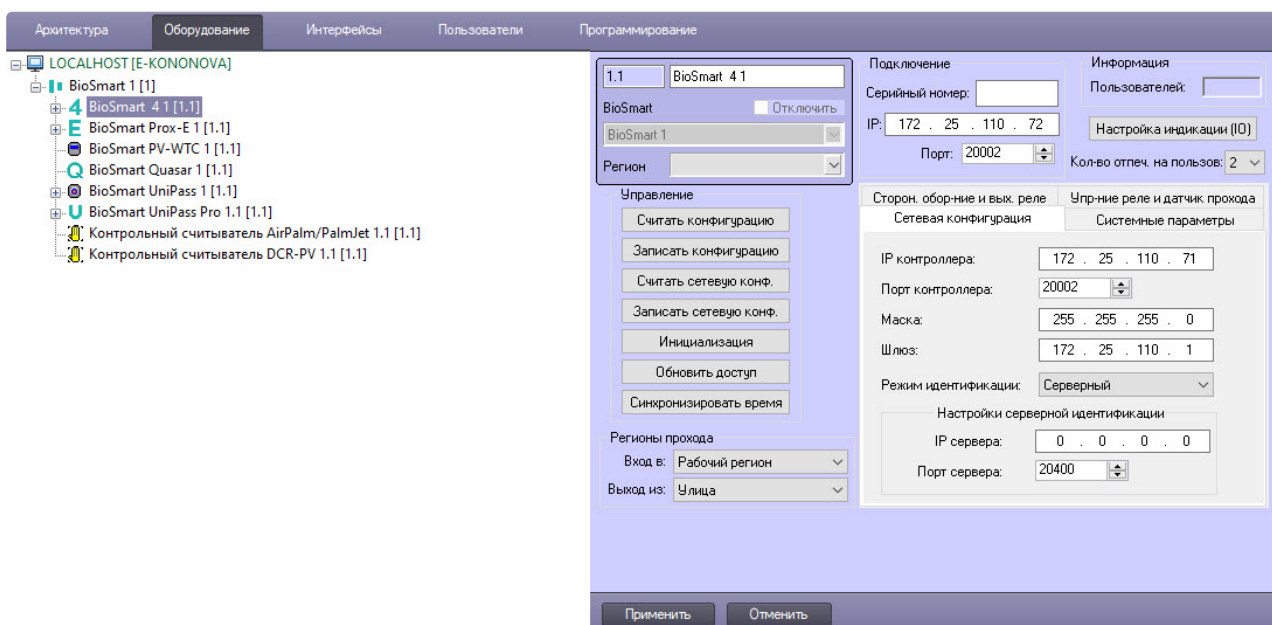 Архитектура Оборудование Интерфейсы Пользователи Программирование
LOCALHOST [E-KONONOVA]
BioSmart 1 [1]
BioSmart 4 1 [1.1]
BioSmart Prox-E 1 [1.1]
BioSmart PV-WTC 1 [1.1]
BioSmart Quasar 1 [1.1]
BioSmart UniPass 1 [1.1]
BioSmart UniPass Pro 1.1 [1.1]
Контрольный считыватель AirPalm/PalmJet 1.1 [1.1]
Контрольный считыватель DCR-PV 1.1 [1.1]
1.1 BioSmart 4 1
BioSmart Отключить
BioSmart 1
Регион
Управление
Считать конфигурацию
Записать конфигурацию
Считать сетевую конф.
Записать сетевую конф.
Инициализация
Обновить доступ
Синхронизировать время
Регионы прохода
Вход в: Рабочий регион
Выход из: Улица
Подключение
Серийный номер:
IP: 172 . 25 . 110 . 72
Порт: 20002
Информация
Пользователей:
Настройка индикации (IO)
Кол-во отпеч. на пользов: 2
Сторон. обор-ние и вых. реле Упр-ние реле и датчик прохода
Сетевая конфигурация Системные параметры
IP контроллера: 172 . 25 . 110 . 71
Порт контроллера: 20002
Маска: 255 . 255 . 255 . 0
Шлюз: 172 . 25 . 110 . 1
Режим идентификации: Серверный
Настройки серверной идентификации
IP сервера: 0 . 0 . 0 . 0
Порт сервера: 20400
Применить Отменить